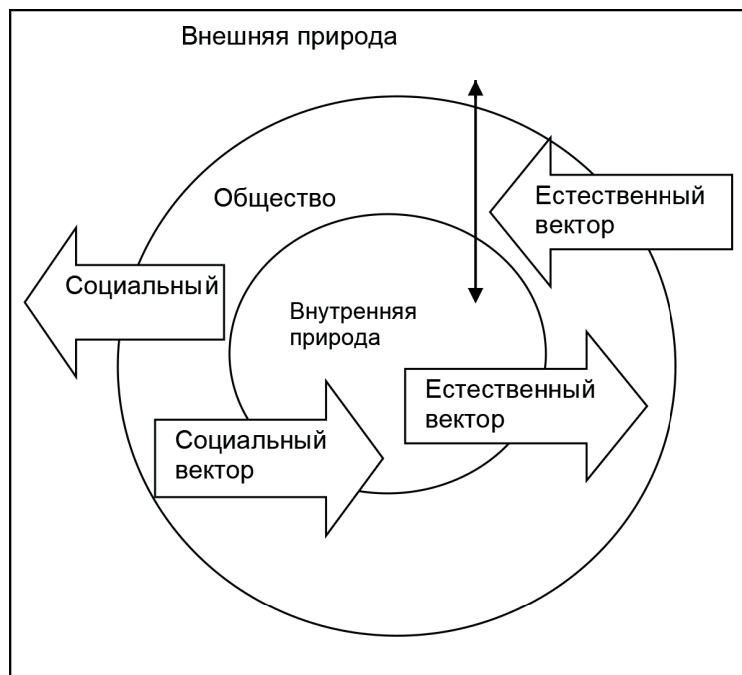 Внешняя природа
Общество
Естественный
вектор
Социальный
Внутренняя
природа
Естественный
вектор
Социальный
вектор